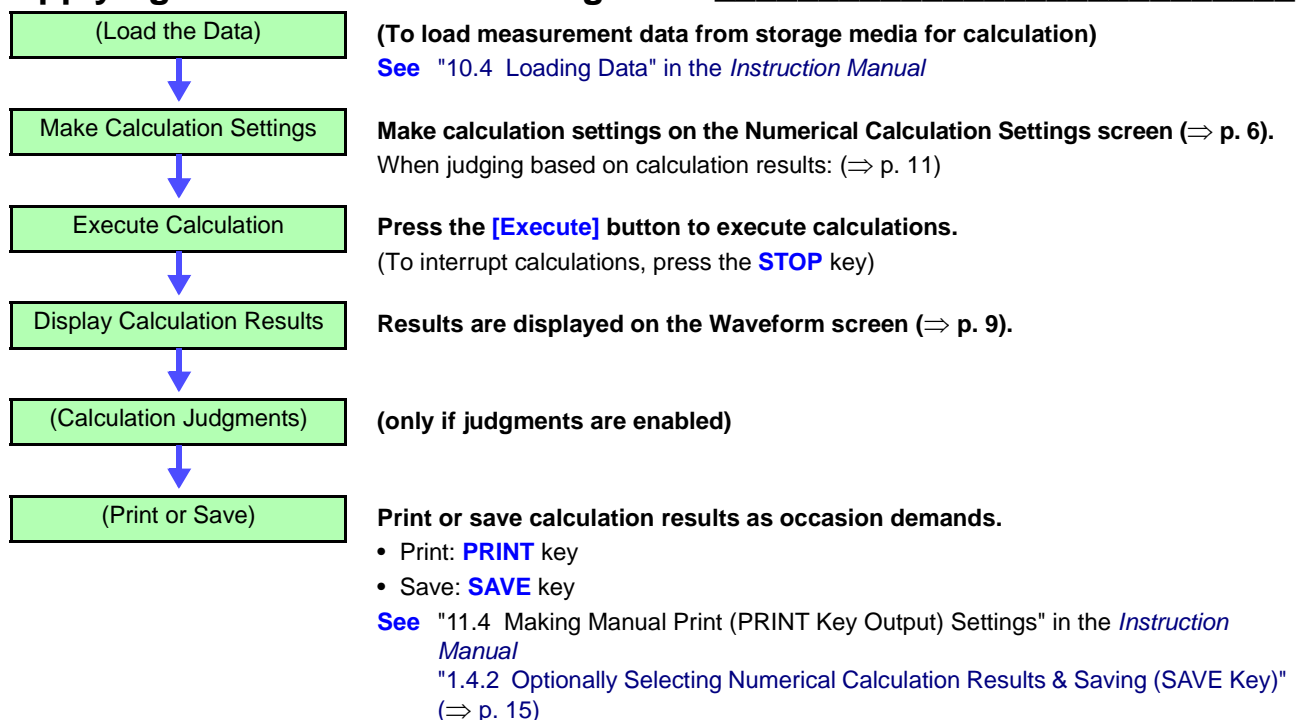 (Load the Data)
(To load measurement data from storage media for calculation)
See "10.4 Loading Data" in the Instruction Manual
Make Calculation Settings
Make calculation settings on the Numerical Calculation Settings screen (⇒ p. 6).
When judging based on calculation results: (⇒ p. 11)
Execute Calculation
Press the [Execute] button to execute calculations.
(To interrupt calculations, press the STOP key)
Display Calculation Results
Results are displayed on the Waveform screen (⇒ p. 9).
(Calculation Judgments)
(only if judgments are enabled)
(Print or Save)
Print or save calculation results as occasion demands.
• Print: PRINT key
• Save: SAVE key
See "11.4 Making Manual Print (PRINT Key Output) Settings" in the Instruction
Manual
"1.4.2 Optionally Selecting Numerical Calculation Results & Saving (SAVE Key)"
(⇒ p. 15)